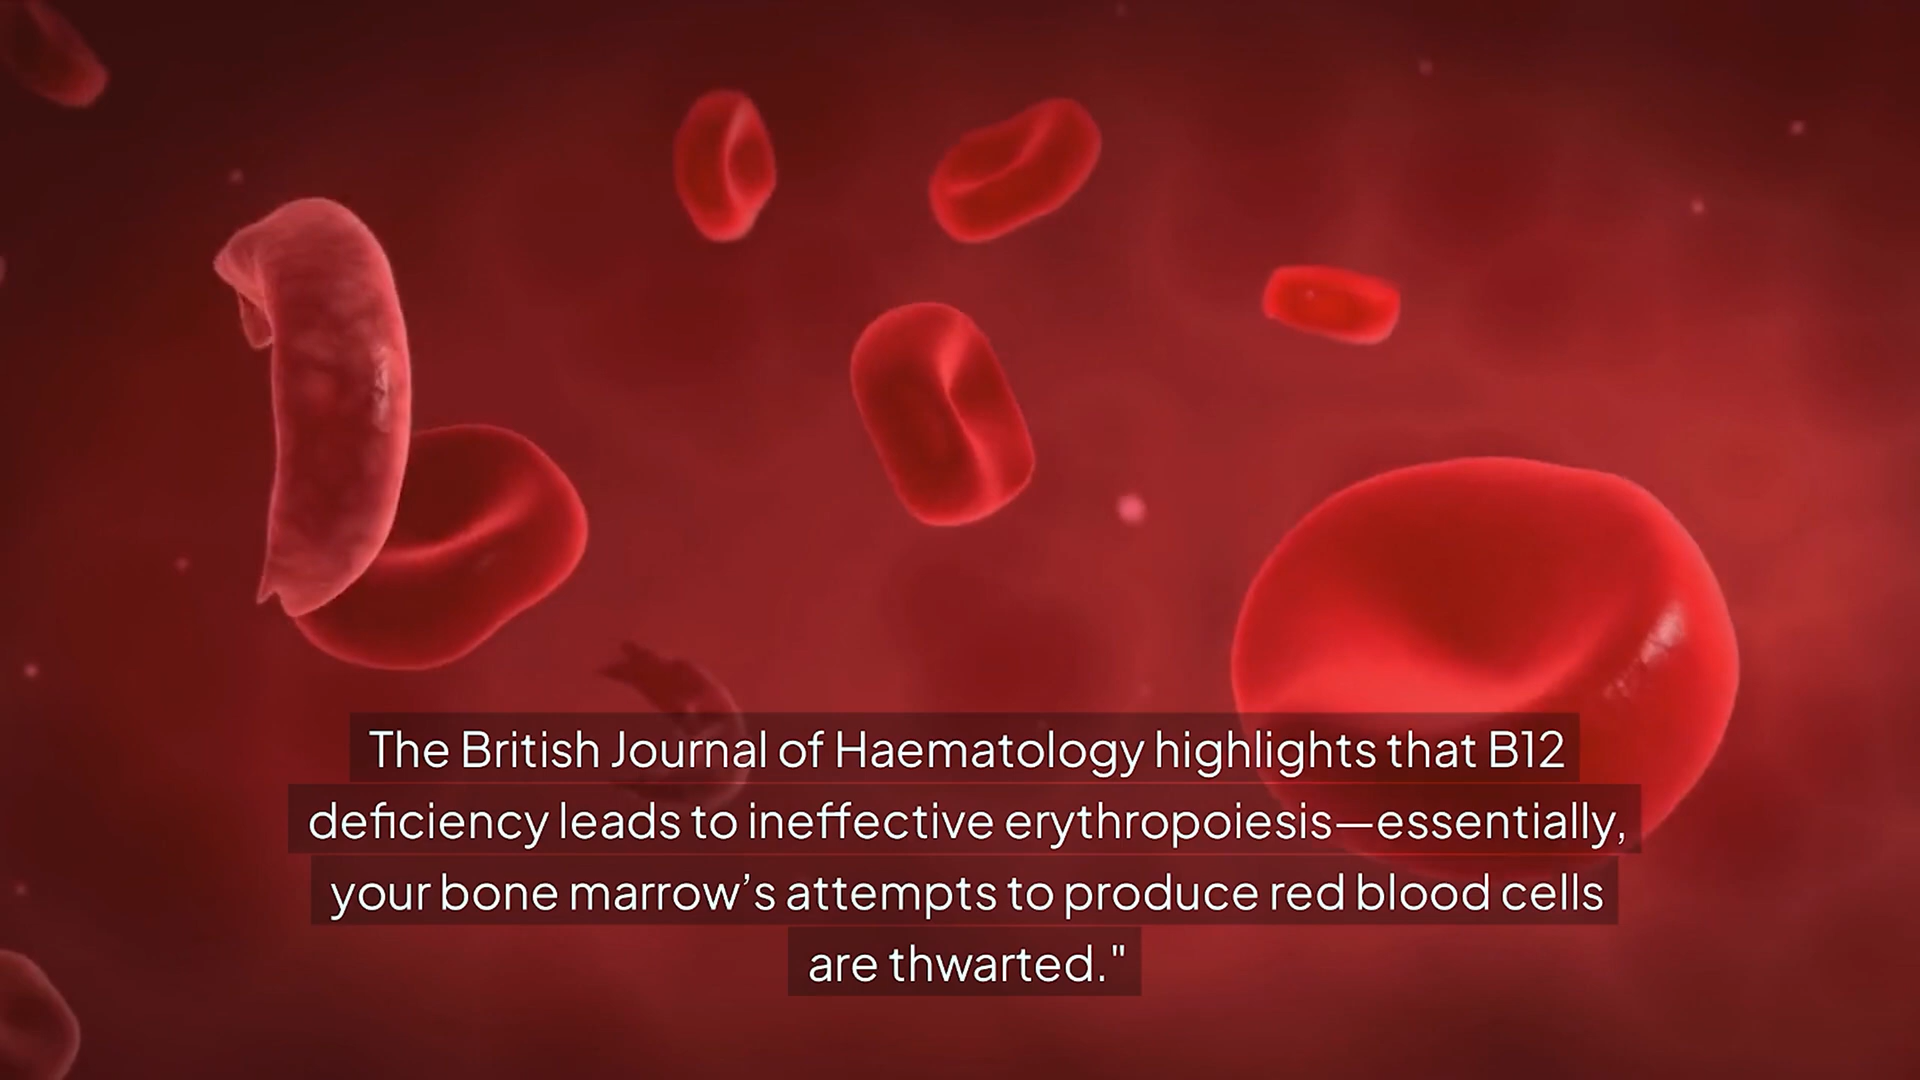 The British Journal of Haematology highlights that B12
deficiency leads to ineffective erythropoiesis—essentially,
your bone marrow’s attempts to produce red blood cells
are thwarted."